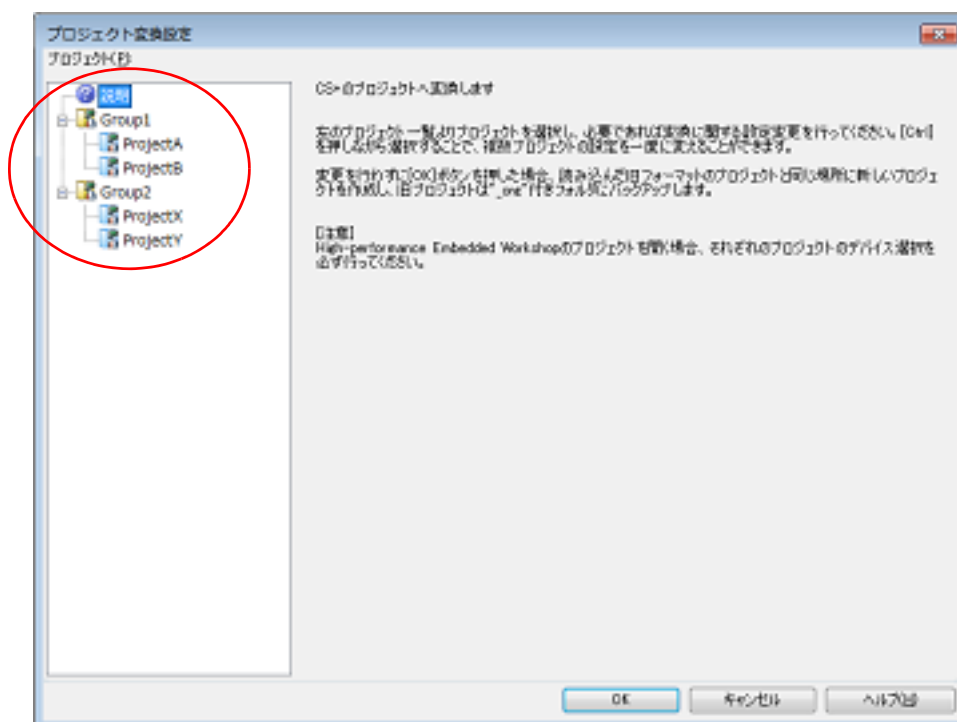 プロジェクト変換設定
プロジェクト(P)
説明
Group1
ProjectA
ProjectB
Group2
ProjectX
ProjectY
CS+のプロジェクトへ変換します
左のプロジェクト一覧よりプロジェクトを選択し、必要であれば変換に関する設定変更を行ってください。[Ctrl]
を押しながら選択することで、複数プロジェクトの設定を一度に変えることができます。
変更を行わずに[OK]ボタンを押した場合、読み込んだ旧フォーマットのプロジェクトと同じ場所に新しいプロジェ
クトを作成し、旧プロジェクトは"_org"付きフォルダにバックアップします。
【注意】
High-performance Embedded Workshopのプロジェクトを開く場合、それぞれのプロジェクトのデバイス選択を
必ず行ってください。
OK
キャンセル
ヘルプ(H)